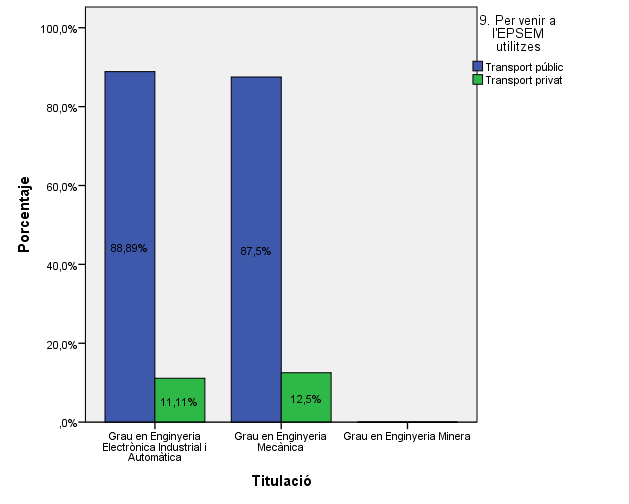 9. Per venir a
l'EPSEM
utilitzes
Transport públic
Transport privat
Porcentaje
100,0%
80,0%
60,0%
40,0%
20,0%
,0%
88,89%
11,11%
87,5%
12,5%
Grau en Enginyeria
Electrònica Industrial i
Automàtica
Grau en Enginyeria
Mecànica
Grau en Enginyeria Minera
Titulació